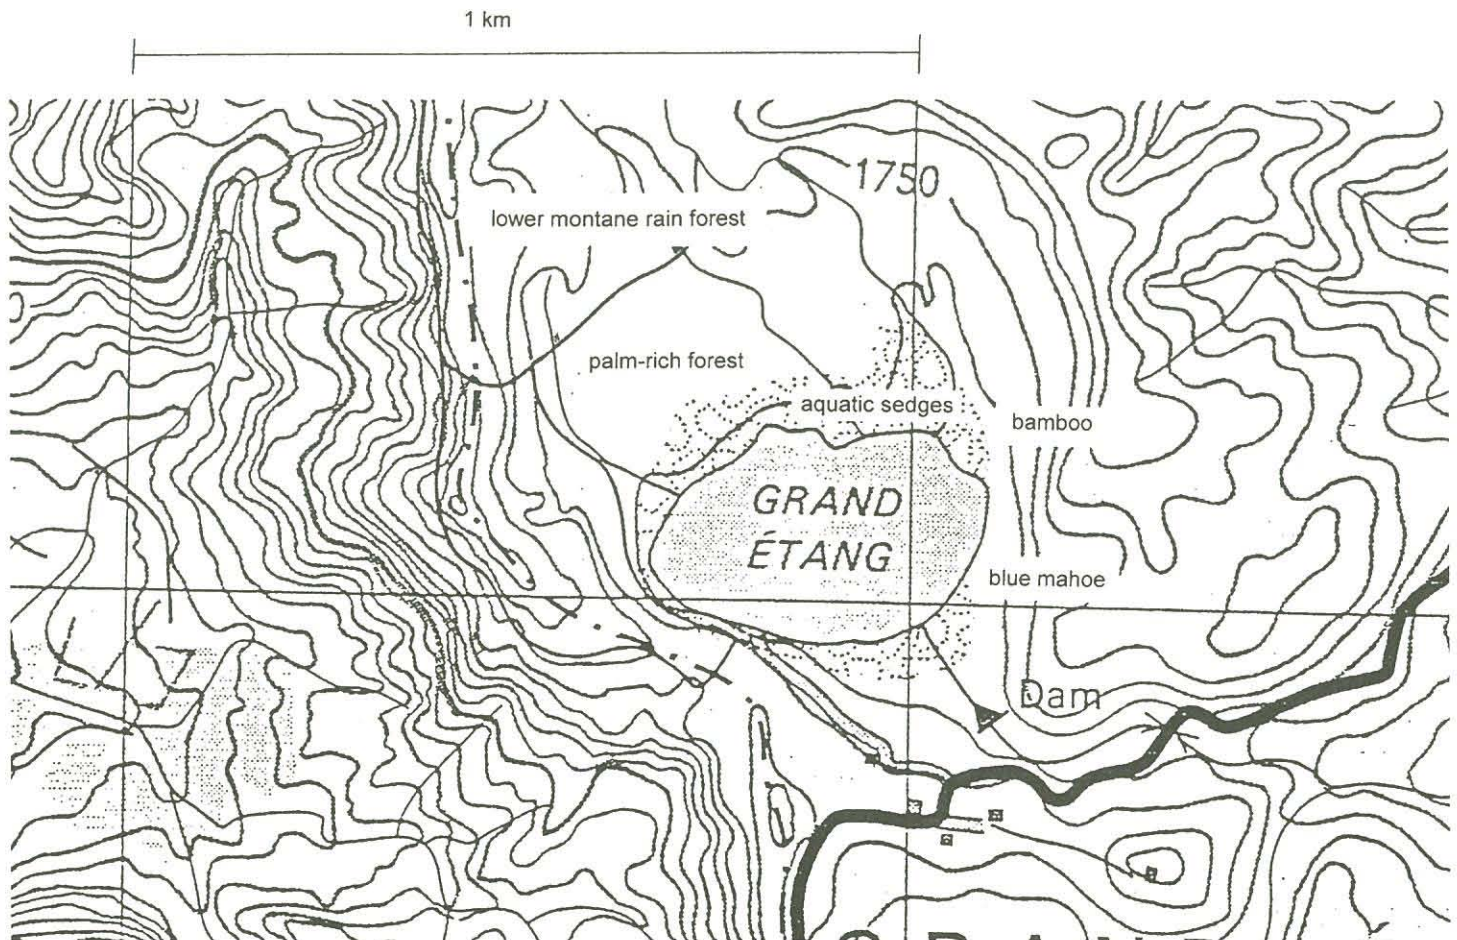 1 km
1750
lower montane rain forest
palm-rich forest
aquatic sedges
bamboo
GRAND
ÉTANG
blue mahoe
Dam